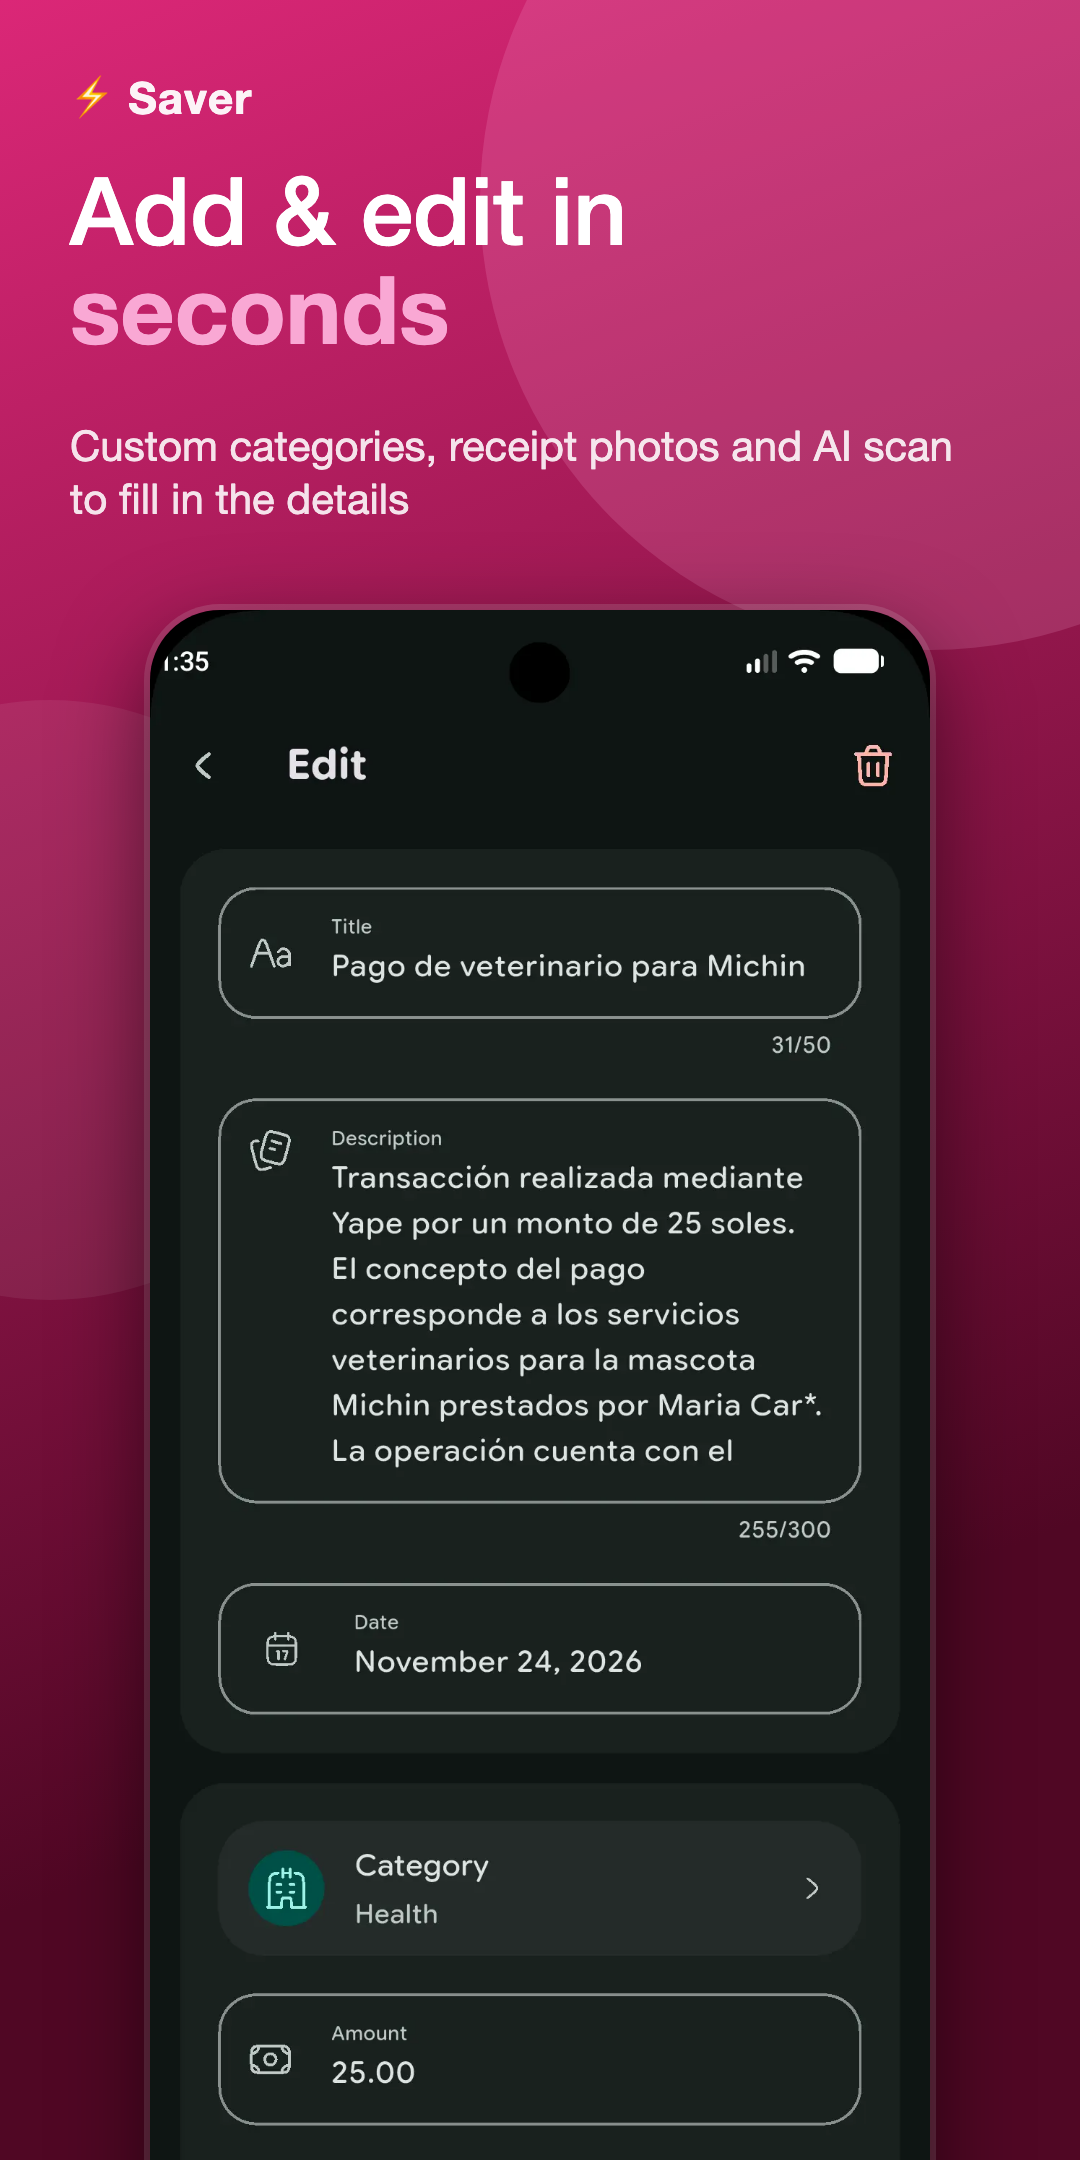 ⚡ Saver
Add & edit in
seconds
Custom categories, receipt photos and AI scan
to fill in the details
:35
Edit
Title
Aa
Pago de veterinario para Michin
31/50
Description
Transacción realizada mediante
Yape por un monto de 25 soles.
El concepto del pago
corresponde a los servicios
veterinarios para la mascota
Michin prestados por Maria Car*.
La operación cuenta con el
255/300
Date
17
November 24, 2026
Category
Health
H
Amount
25.00